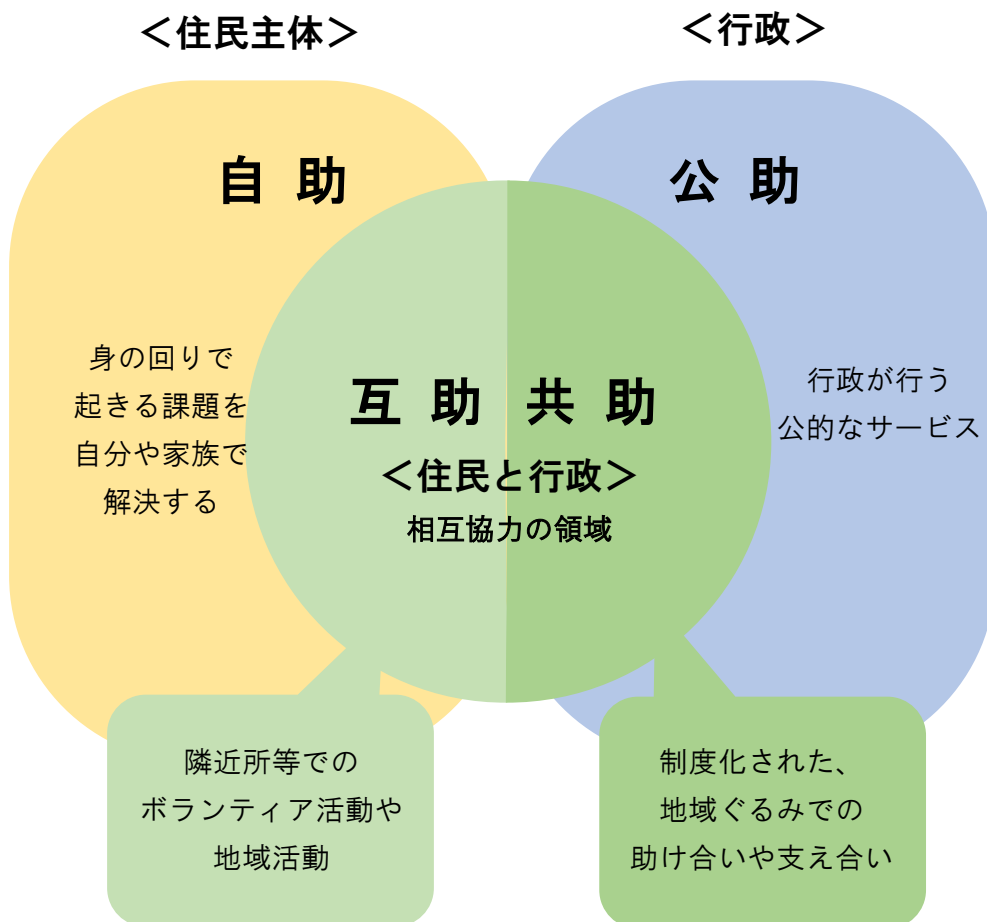 ＜住民主体＞
＜行政＞
自 助
公 助
身の回りで
起きる課題を
自分や家族で
解決する
互 助 共 助
＜住民と行政＞
相互協力の領域
行政が行う
公的なサービス
隣近所等での
ボランティア活動や
地域活動
制度化された、
地域ぐるみでの
助け合いや支え合い